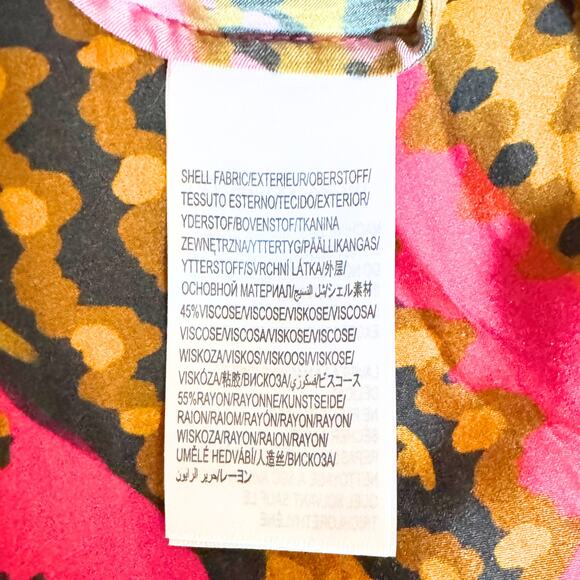 SHELL FABRIC/EXTERIEUR/OBERSTOFF/
TESSUTO ESTERNO/TECIDO/EXTERIOR/
YDERSTOF/BOVENSTOF/TKANINA
ZEWNĘTRZNA/YTTERTYG/PÄÄLLIKANGAS/
YTTERSTOFF/SVRCHNÍ LÁTKA/外层/
ОСНОВНОЙ МАТЕРИАЛ/شل النسيج/シェル素材
45%VISCOSE/VISCOSE/VISKOSE/VISCOSA/
VISCOSE/VISCOSA/VISKOSE/VISCOSE/
WISKOZA/VISKOS/VISKOOSI/VISKOSE/
VISKÓZA/粘胶/ВИСКОЗА/فسكوزي/ビスコース
55%RAYON/RAYONNE/KUNSTSEIDE/
RAION/RAIOM/RAYÓN/RAYON/RAYON/
WISKOZA/RAYON/RAION/RAYON/
UMĚLÉ HEDVÁBÍ/人造丝/ВИСКОЗА/
حرير الرايون/レーヨン